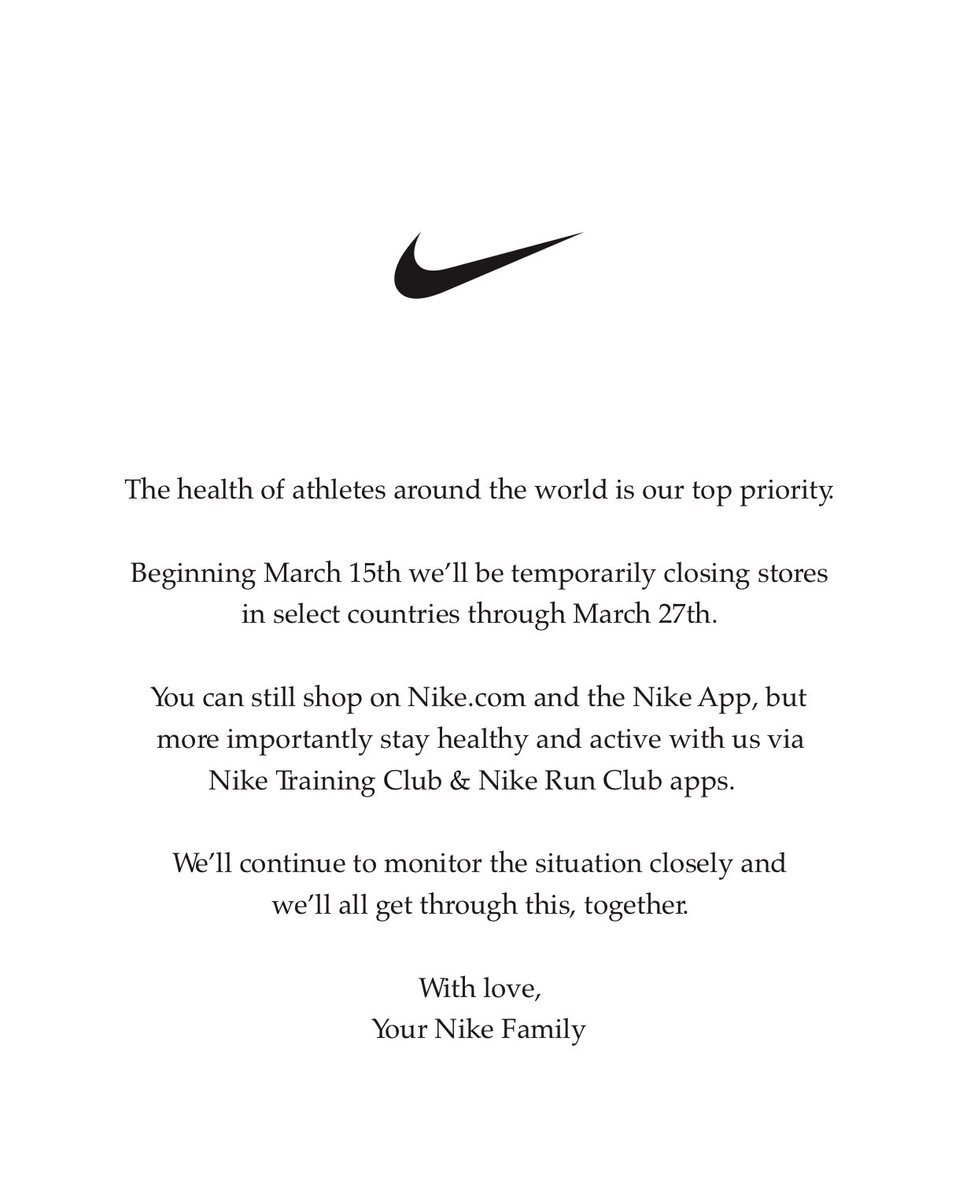 The health of athletes around the world is our top priority.
Beginning March 15th we’ll be temporarily closing stores
in select countries through March 27th.
You can still shop on Nike.com and the Nike App, but
more importantly stay healthy and active with us via
Nike Training Club & Nike Run Club apps.
We’ll continue to monitor the situation closely and
we’ll all get through this, together.
With love,
Your Nike Family